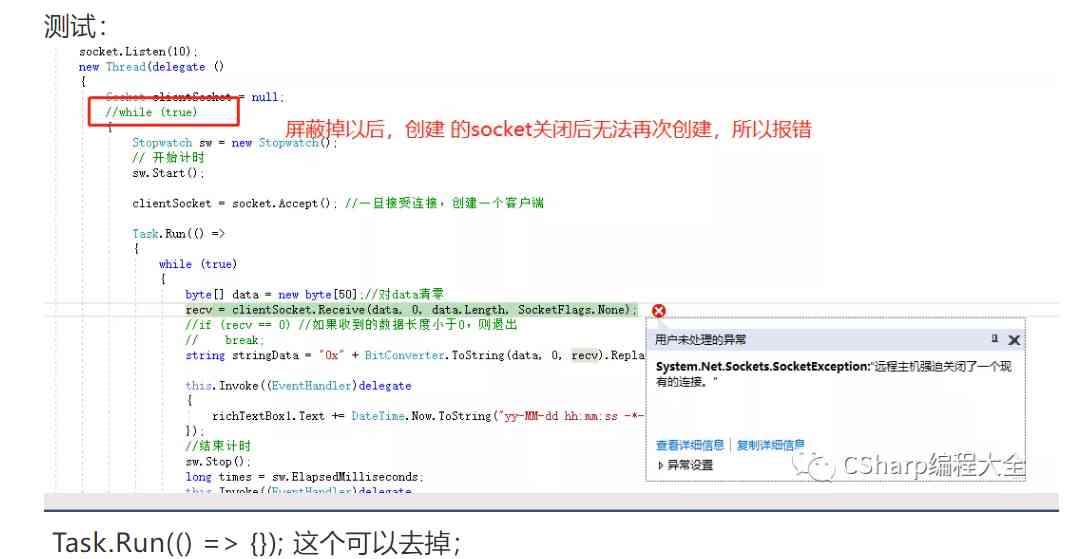 测试：
socket.Listen(10);
new Thread(delegate ()
{
Socket clientSocket = null;
//while (true)
{
屏蔽掉以后，创建 的socket关闭后无法再次创建，所以报错
Stopwatch sw = new Stopwatch();
// 开始计时
sw.Start();
clientSocket = socket.Accept(); //一旦接受连接，创建一个客户端
Task.Run(() =>
{
while (true)
{
byte[] data = new byte[50];//对data清零
recv = clientSocket.Receive(data, 0, data.Length, SocketFlags.None);
//if (recv == 0) //如果收到的数据长度小于0，则退出
//    break;
string stringData = "0x" + BitConverter.ToString(data, 0, recv).Repla
this.Invoke((EventHandler)delegate
{
richTextBox1.Text += DateTime.Now.ToString("yy-MM-dd hh:mm:ss -*-
});
//结束计时
sw.Stop();
long times = sw.ElapsedMilliseconds;
this.Invoke((EventHandler)delegate
用户未处理的异常
System.Net.Sockets.SocketException:“远程主机强迫关闭了一个现
有的连接。”
查看详细信息 | 复制详细信息
异常设置
CSharp编程大全
Task.Run(() => {}); 这个可以去掉；